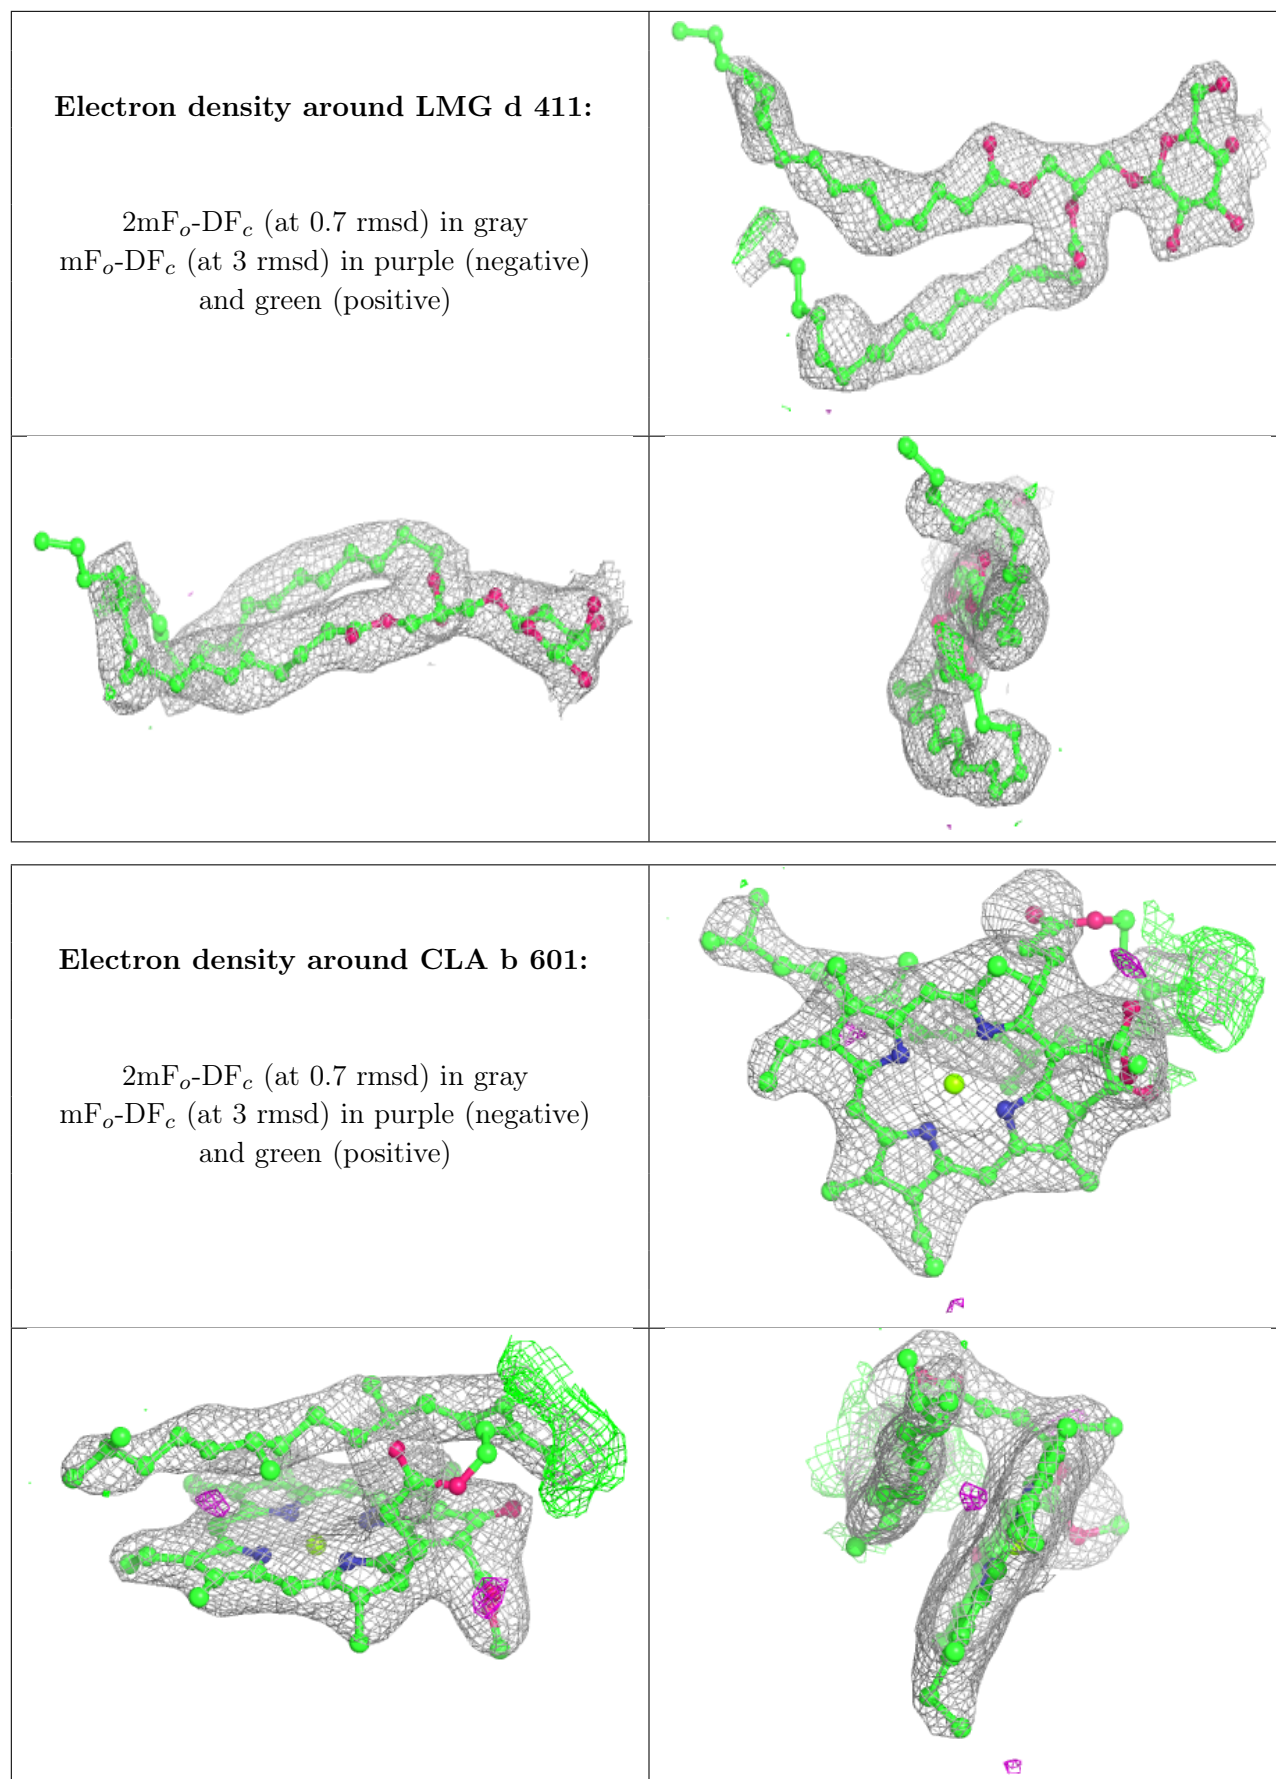 Electron density around LMG d 411:
2mFo-DFc (at 0.7 rmsd) in gray
mFo-DFc (at 3 rmsd) in purple (negative)
and green (positive)
Electron density around CLA b 601:
2mFo-DFc (at 0.7 rmsd) in gray
mFo-DFc (at 3 rmsd) in purple (negative)
and green (positive)